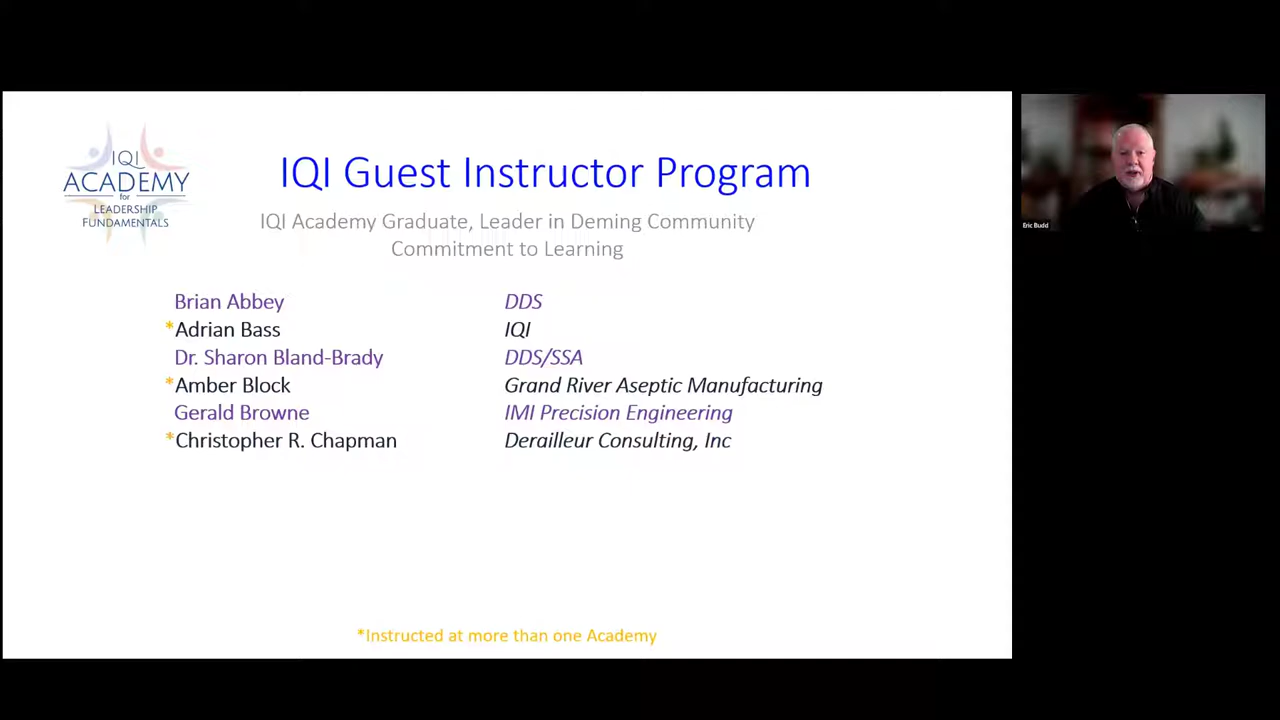 IQI
ACADEMY
for
LEADERSHIP
FUNDAMENTALS
IQI Guest Instructor Program
IQI Academy Graduate, Leader in Deming Community
Commitment to Learning
Brian Abbey DDS
*Adrian Bass IQI
Dr. Sharon Bland-Brady DDS/SSA
*Amber Block Grand River Aseptic Manufacturing
Gerald Browne IMI Precision Engineering
*Christopher R. Chapman Derailleur Consulting, Inc
*Instructed at more than one Academy
Eric Budd